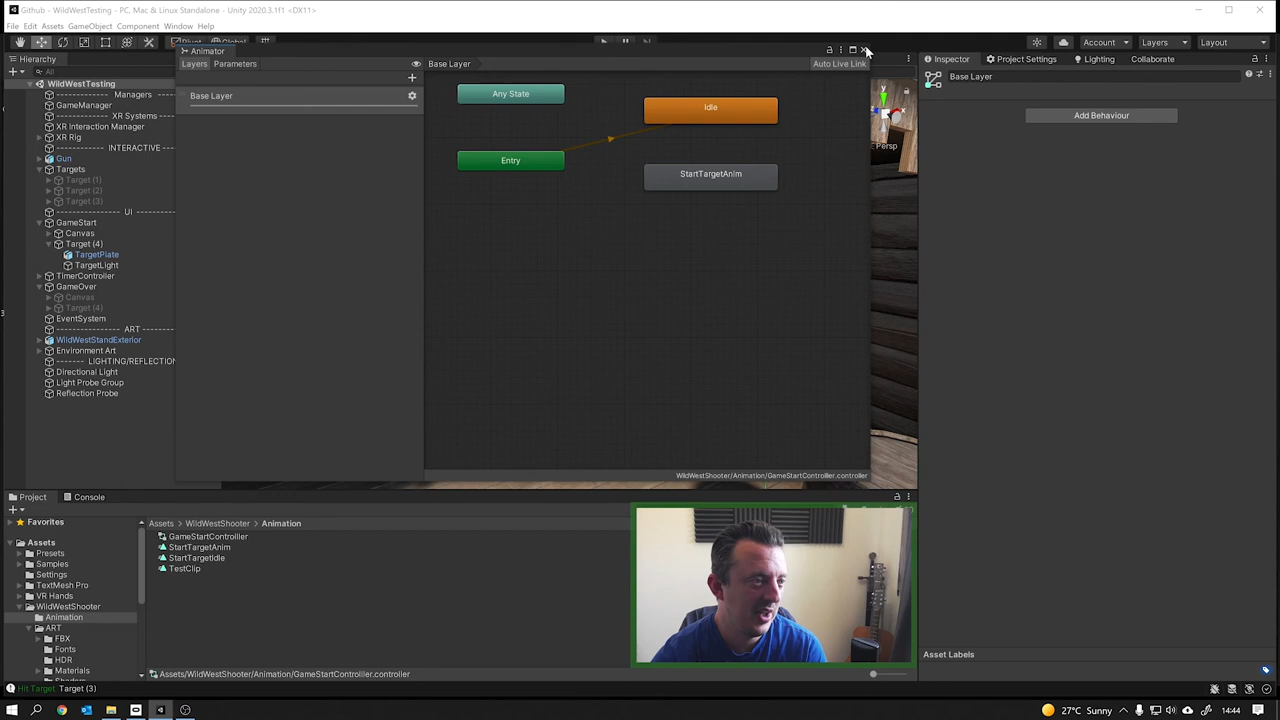 Github - WildWestTesting - PC, Mac & Linux Standalone - Unity 2020.3.1f1 <DX11>
File Edit Assets GameObject Component Window Help
Account Layers Layout
Hierarchy
All
WildWestTesting
------------- Managers -------------
GameManager
------------- XR Systems
XR Interaction Manager
XR Rig
------------- INTERACTIVE
Gun
Targets
Target (1)
Target (2)
Target (3)
------------- UI -------------
GameStart
Canvas
Target (4)
TargetPlate
TargetLight
TimerController
GameOver
Canvas
Target (4)
EventSystem
------------- ART -------------
WildWestStandExterior
Environment Art
------- LIGHTING/REFLECTION
Directional Light
Light Probe Group
Reflection Probe
Animator
Layers Parameters
Base Layer
Auto Live Link
Base Layer
Any State
Entry
Idle
StartTargetAnim
WildWestShooter/Animation/GameStartController.controller
y
Persp
Inspector Project Settings Lighting Collaborate
Base Layer
Add Behaviour
Asset Labels
Project Console
Favorites
Assets
Presets
Samples
Settings
TextMesh Pro
VR Hands
WildWestShooter
Animation
ART
FBX
Fonts
HDR
Materials
Assets > WildWestShooter > Animation
GameStartController
StartTargetAnim
StartTargetIdle
TestClip
Assets/WildWestShooter/Animation/GameStartController.controller
Hit Target Target (3)
27°C Sunny
14:44